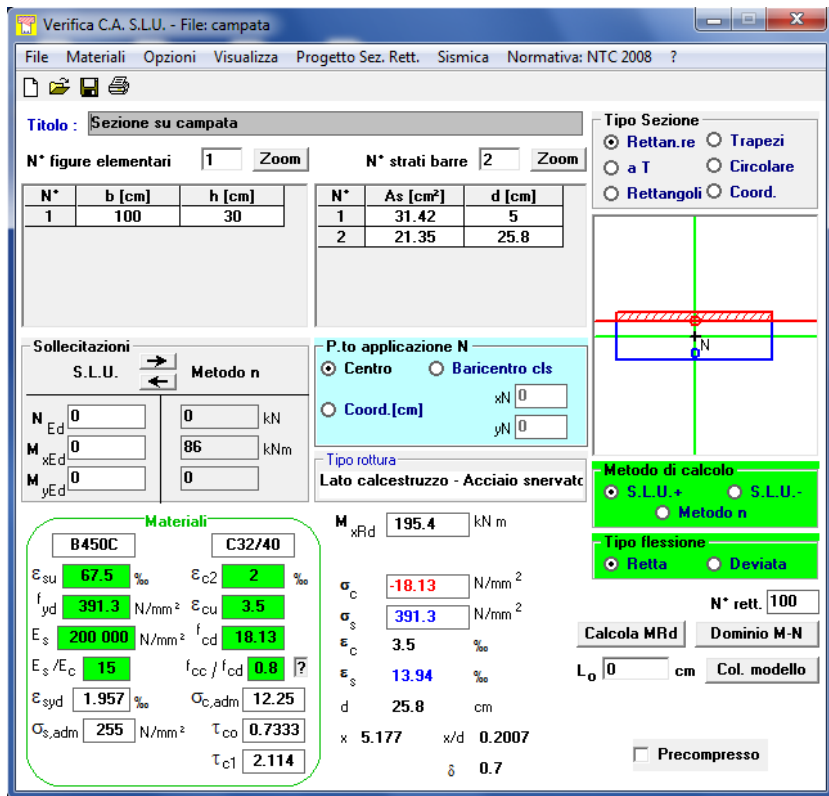 Verifica C.A. S.L.U. - File: campata
File Materiali Opzioni Visualizza Progetto Sez. Rett. Sismica Normativa: NTC 2008 ?
Titolo : Sezione su campata
N° figure elementari 1 Zoom
N° strati barre 2 Zoom
N° b [cm] h [cm]
1 100 30
N° As [cm²] d [cm]
1 31.42 5
2 21.35 25.8
Tipo Sezione
Rettan.re Trapezi
a T Circolare
Rettangoli Coord.
N
Sollecitazioni
S.L.U. Metodo n
N Ed 0 0 kN
M xEd 0 86 kNm
M yEd 0 0
P.to applicazione N
Centro Baricentro cls
Coord.[cm] xN 0
yN 0
Tipo rottura
Lato calcestruzzo - Acciaio snervato
Metodo di calcolo
S.L.U.+ S.L.U.-
Metodo n
Tipo flessione
Retta Deviata
Materiali
B450C C32/40
εsu 67.5 ‰ εc2 2 ‰
fyd 391.3 N/mm² εcu 3.5
Es 200 000 N/mm² fcd 18.13
Es /Ec 15 fcc / fcd 0.8 ?
εsyd 1.957 ‰ σc,adm 12.25
σs,adm 255 N/mm² τco 0.7333
τc1 2.114
M xRd 195.4 kN m
σc -18.13 N/mm²
σs 391.3 N/mm²
εc 3.5 ‰
εs 13.94 ‰
d 25.8 cm
x 5.177 x/d 0.2007
δ 0.7
N° rett. 100
Calcola MRd Dominio M-N
Lo 0 cm Col. modello
Precompresso